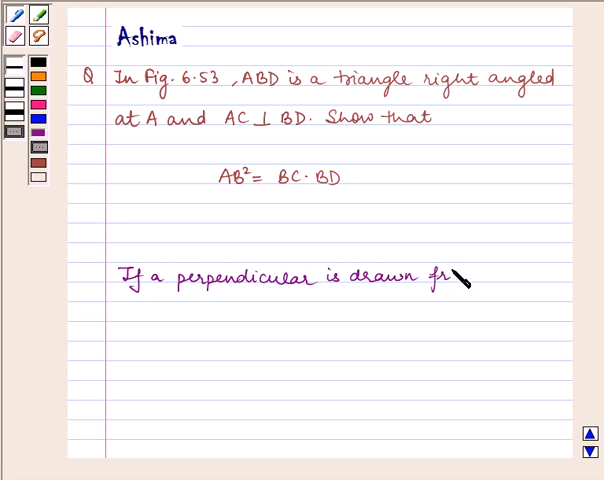 Ashima
Q In Fig. 6.53, ABD is a triangle right angled
at A and AC ⊥ BD. Show that
AB² = BC · BD
If a perpendicular is drawn fr